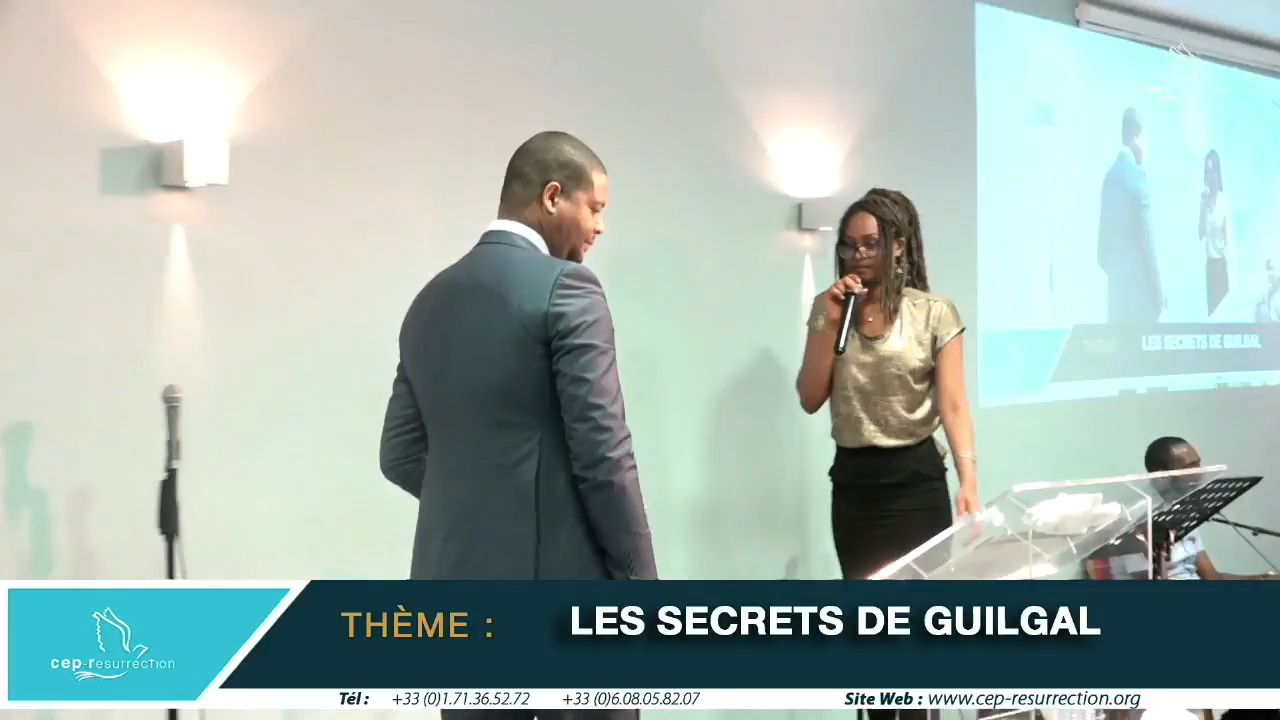 LES SECRETS DE GUILGAL
THÈME : LES SECRETS DE GUILGAL
cep-résurrection
Tél : +33 (0)1.71.36.52.72 +33 (0)6.08.05.82.07 Site Web : www.cep-resurrection.org